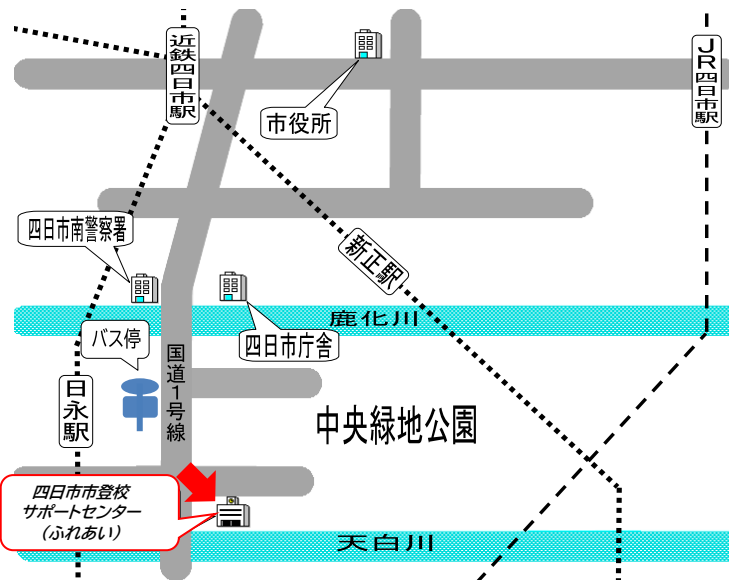 近鉄四日市駅
JR四日市駅
市役所
四日市南警察署
新正駅
鹿化川
バス停
四日市庁舎
国道1号線
日永駅
中央緑地公園
四日市市登校
サポートセンター
(ふれあい)
天白川